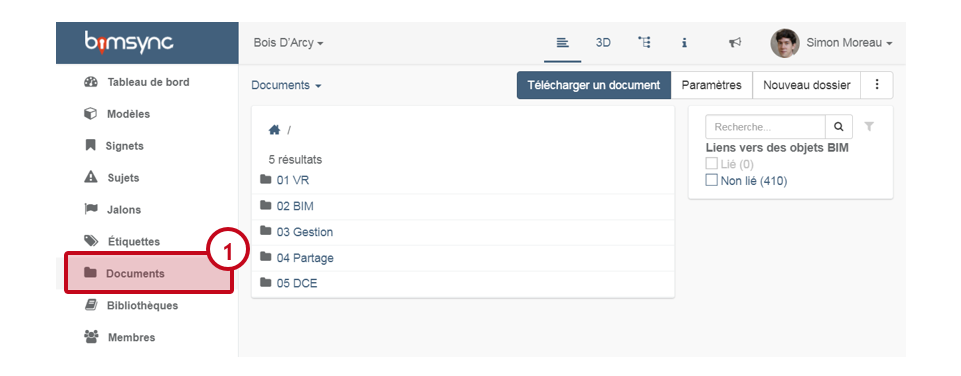 bimsync
Bois D'Arcy
3D
Simon Moreau
Tableau de bord
Modèles
Signets
Sujets
Jalons
Étiquettes
Documents
Bibliothèques
Membres
1
Documents
Télécharger un document
Paramètres
Nouveau dossier
/
5 résultats
01 VR
02 BIM
03 Gestion
04 Partage
05 DCE
Recherche...
Liens vers des objets BIM
Lié (0)
Non lié (410)